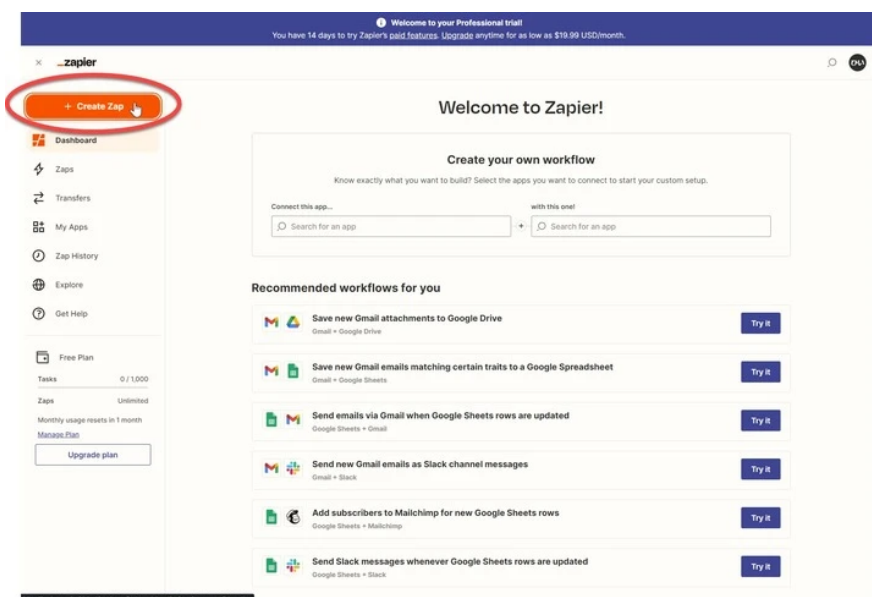 Welcome to your Professional trial!
You have 14 days to try Zapier's paid features. Upgrade anytime for as low as $19.99 USD/month.
_zapier
+ Create Zap
Dashboard
Zaps
Transfers
My Apps
Zap History
Explore
Get Help
Free Plan
Tasks 0 / 1,000
Zaps Unlimited
Monthly usage resets in 1 month
Manage Plan
Upgrade plan
Welcome to Zapier!
Create your own workflow
Know exactly what you want to build? Select the apps you want to connect to start your custom setup.
Connect this app... with this one!
Search for an app + Search for an app
Recommended workflows for you
Save new Gmail attachments to Google Drive
Gmail + Google Drive
Try it
Save new Gmail emails matching certain traits to a Google Spreadsheet
Gmail + Google Sheets
Try it
Send emails via Gmail when Google Sheets rows are updated
Google Sheets + Gmail
Try it
Send new Gmail emails as Slack channel messages
Gmail + Slack
Try it
Add subscribers to Mailchimp for new Google Sheets rows
Google Sheets + Mailchimp
Try it
Send Slack messages whenever Google Sheets rows are updated
Google Sheets + Slack
Try it